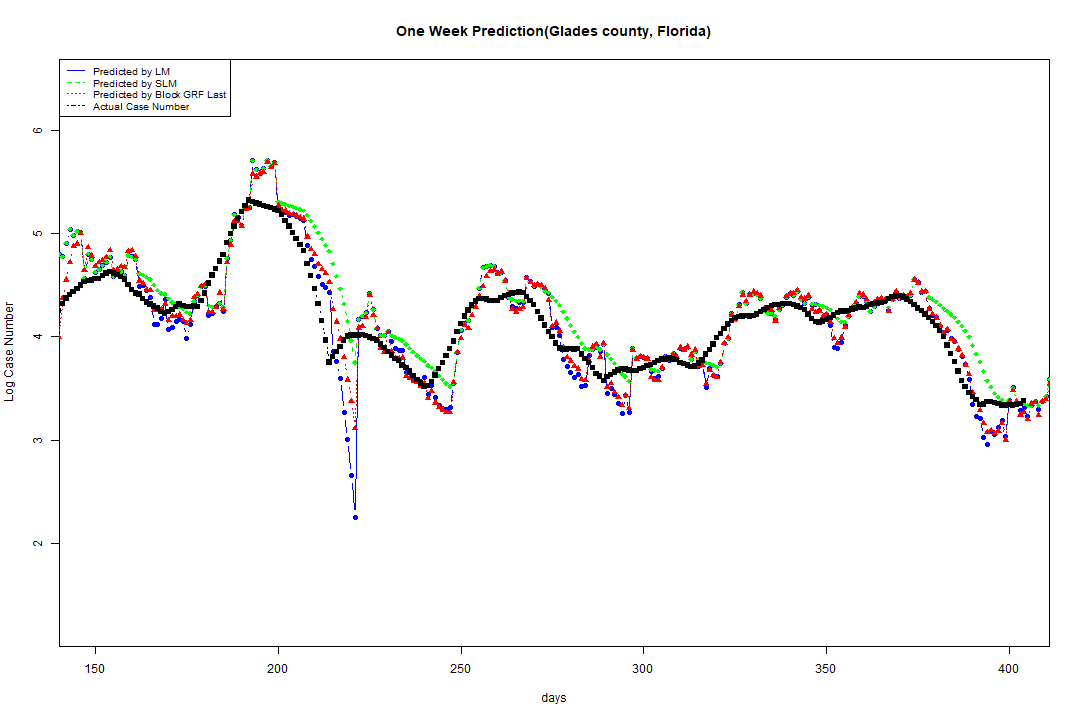 One Week Prediction(Glades county, Florida)
Predicted by LM
Predicted by SLM
Predicted by Block GRF Last
Actual Case Number
6
5
4
3
2
Log Case Number
150 200 250 300 350 400
days